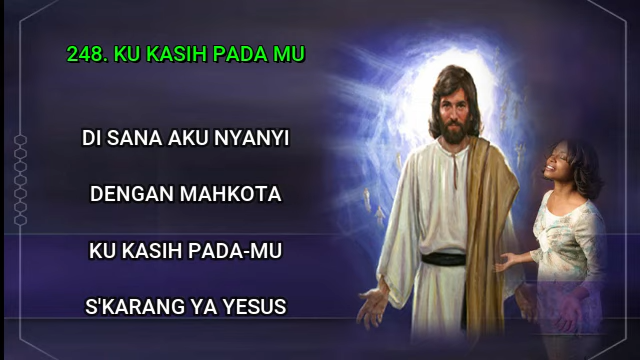 248. KU KASIH PADA MU
DI SANA AKU NYANYI
DENGAN MAHKOTA
KU KASIH PADA-MU
S'KARANG YA YESUS